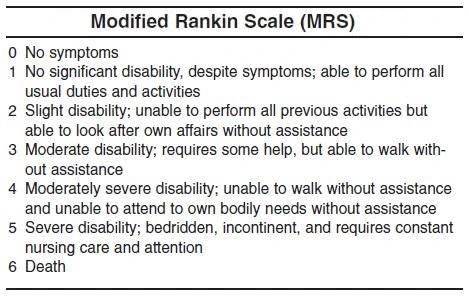 Modified Rankin Scale (MRS)
0 No symptoms
1 No significant disability, despite symptoms; able to perform all
usual duties and activities
2 Slight disability; unable to perform all previous activities but
able to look after own affairs without assistance
3 Moderate disability; requires some help, but able to walk with-
out assistance
4 Moderately severe disability; unable to walk without assistance
and unable to attend to own bodily needs without assistance
5 Severe disability; bedridden, incontinent, and requires constant
nursing care and attention
6 Death